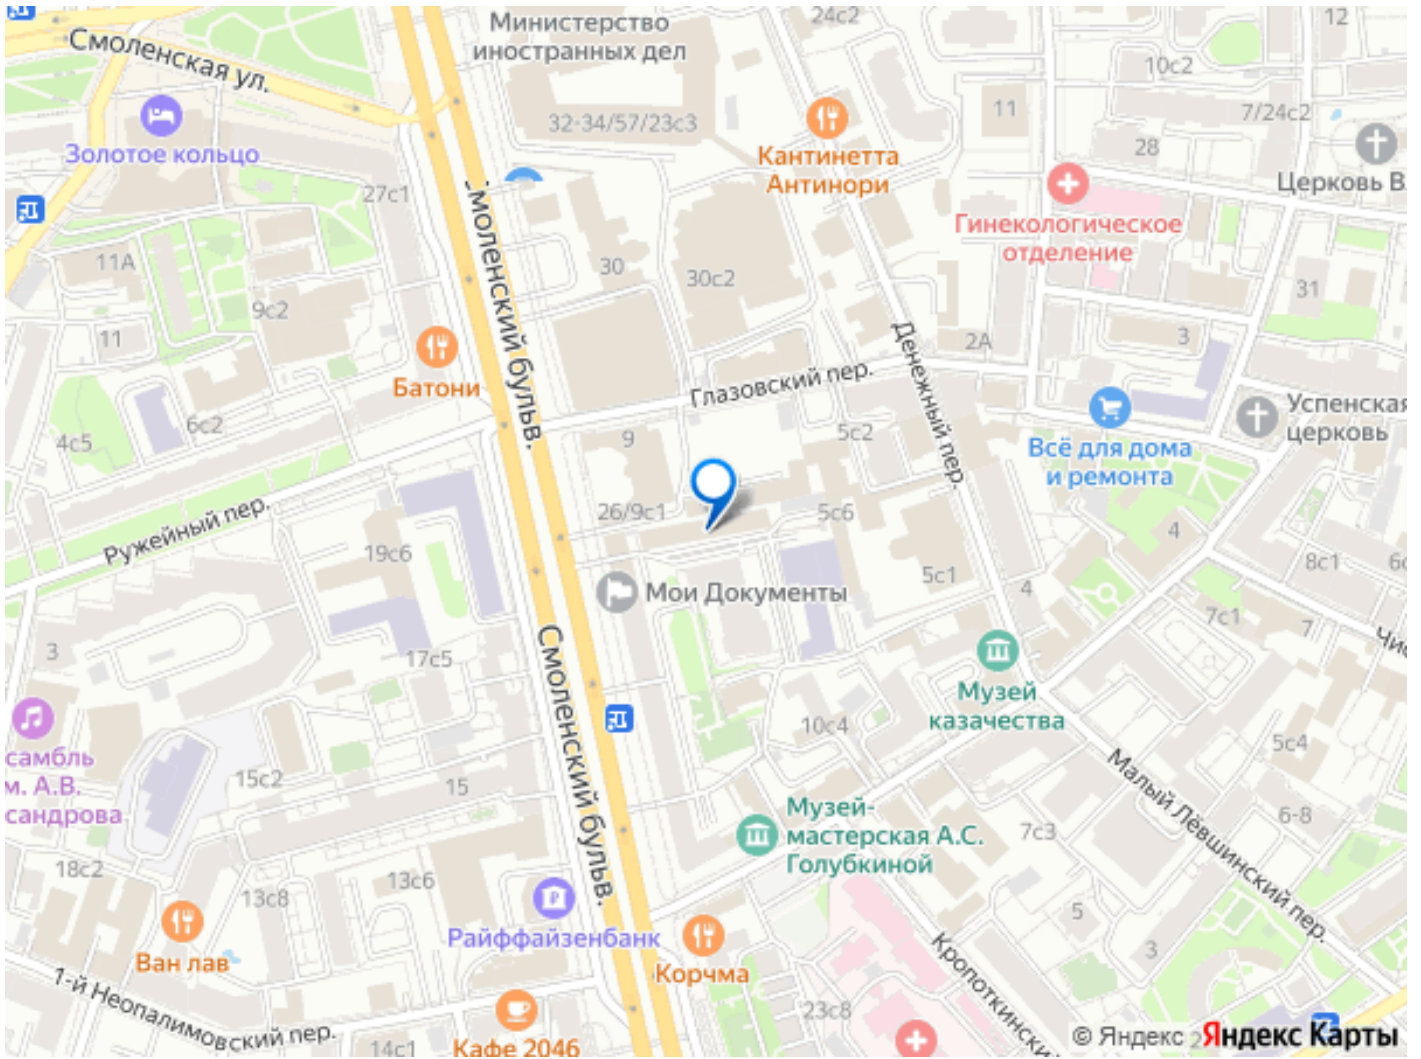 Министерство
иностранных дел
24с2
12
Смоленская ул.
10с2
11
7/24с2
32-34/57/23с3
Золотое кольцо
Кантинетта
Антинори
28
Церковь В
27с1
Гинекологическое
отделение
моленский бульв.
11А
30
30с2
31
9с2
Денежный пер.
11
2А
3
Батони
Глазовский пер.
Успенская
церковь
6с2
4с5
9
5с2
Всё для дома
и ремонта
26/9с1
5с6
Ружейный пер.
4
19с6
8с1
6с
5с1
4
Мои Документы
7с1
7
Чис
3
17с5
Смоленский бульв.
Музей
казачества
10с4
5с4
самбль
м. А.В.
сандрова
15с2
15
Малый Лёвшинский пер.
Музей-
мастерская А.С.
Голубкиной
7с3
6-8
18с2
13с6
13с8
5
Райффайзенбанк
3
Ван лав
Корчма
Кропоткинский
1-й Неопалимовский пер.
23с8
14с1
Кафе 2046
© Яндекс 2
Яндекс Карты